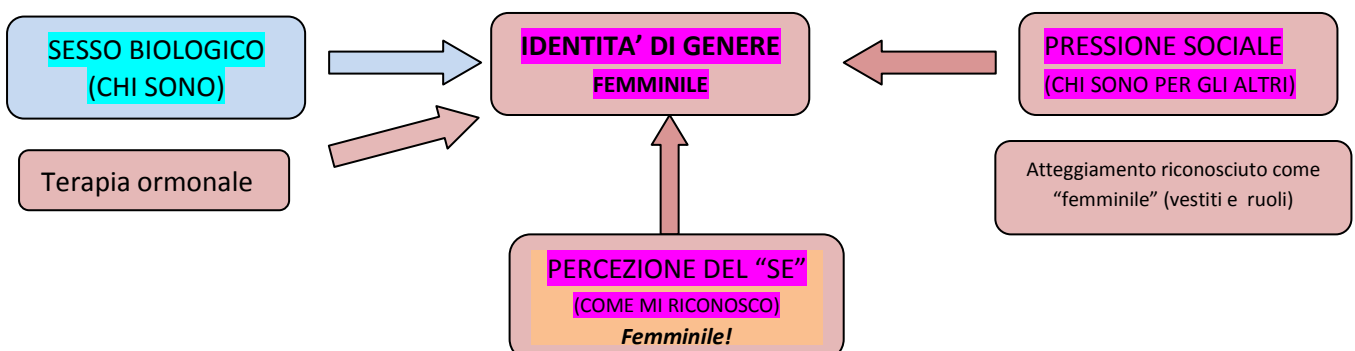 SESSO BIOLOGICO
(CHI SONO)
Terapia ormonale
IDENTITA’ DI GENERE
FEMMINILE
PRESSIONE SOCIALE
(CHI SONO PER GLI ALTRI)
Atteggiamento riconosciuto come
“femminile” (vestiti e ruoli)
PERCEZIONE DEL “SE”
(COME MI RICONOSCO)
Femminile!